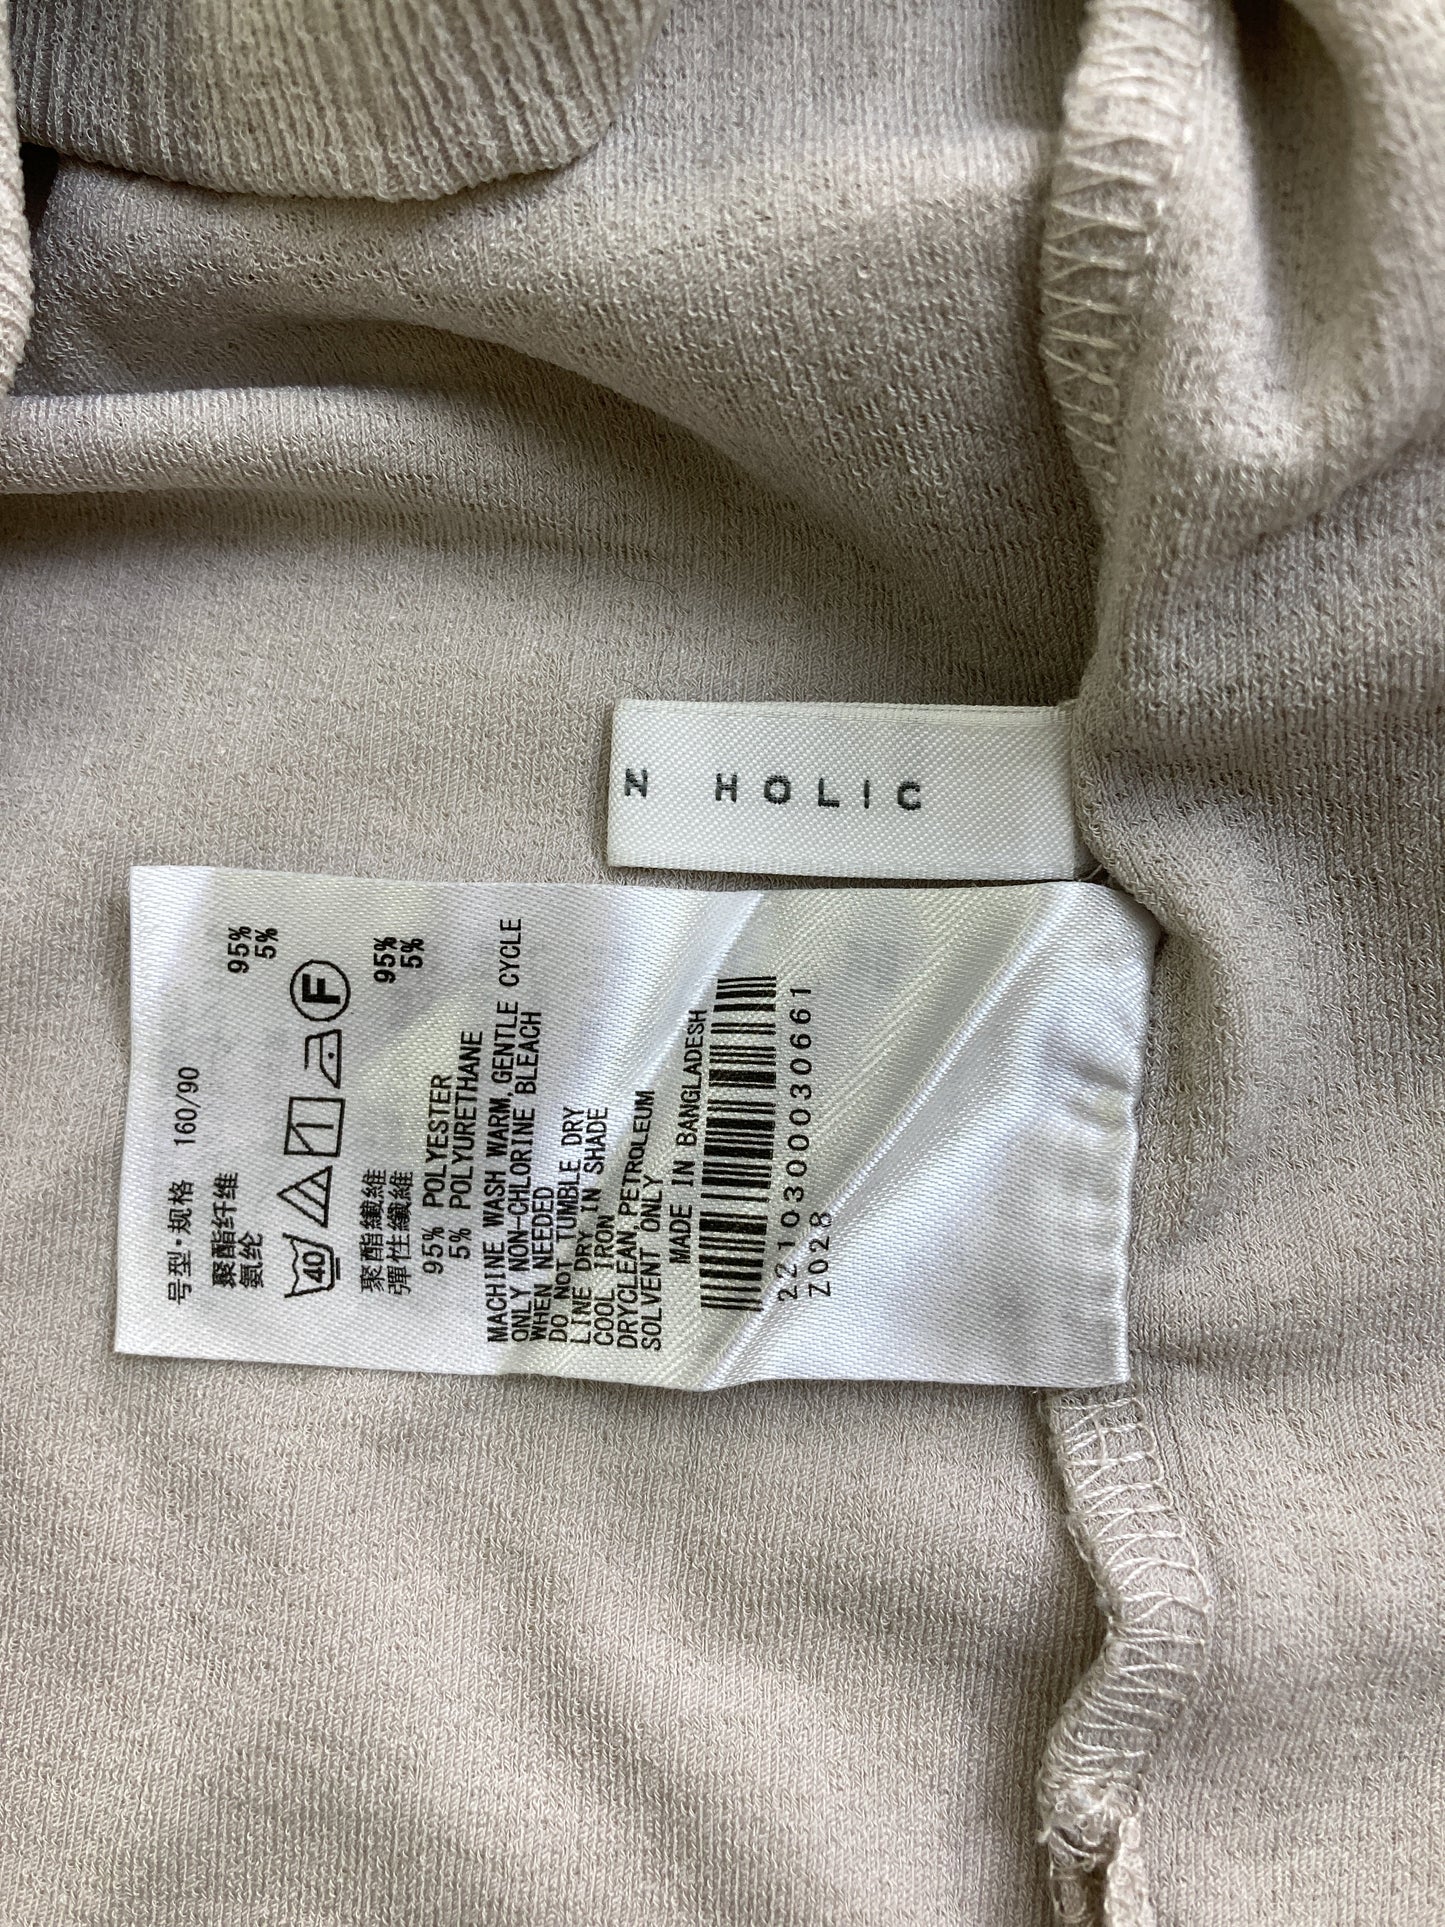 N HOLIC
号型·规格 160/90
聚酯纤维 95%
氨纶 5%
40
F
聚酯纖維 95%
彈性纖維 5%
95% POLYESTER
5% POLYURETHANE
MACHINE WASH WARM, GENTLE CYCLE
ONLY NON-CHLORINE BLEACH
WHEN NEEDED
DO NOT TUMBLE DRY
LINE DRY IN SHADE
COOL IRON
DRYCLEAN, PETROLEUM
SOLVENT ONLY
MADE IN BANGLADESH
2210300030661
Z028